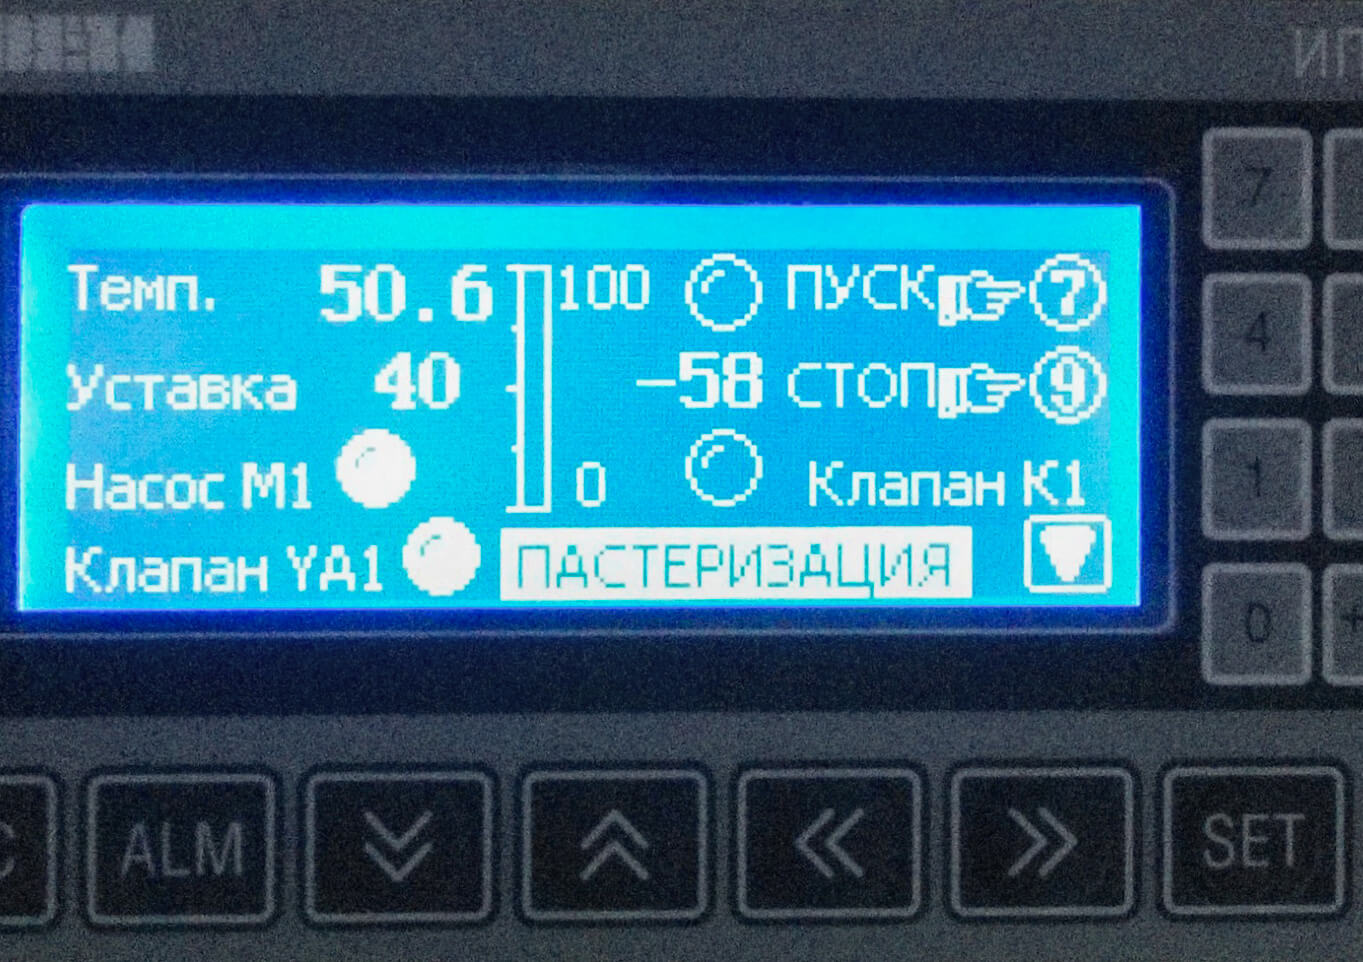 ИП
Темп. 50.6 100 ПУСК 7
Уставка 40 -58 СТОП 9
Насос М1 0 Клапан К1
Клапан YA1 ПАСТЕРИЗАЦИЯ
7
4
1
0 +
C ALM SET